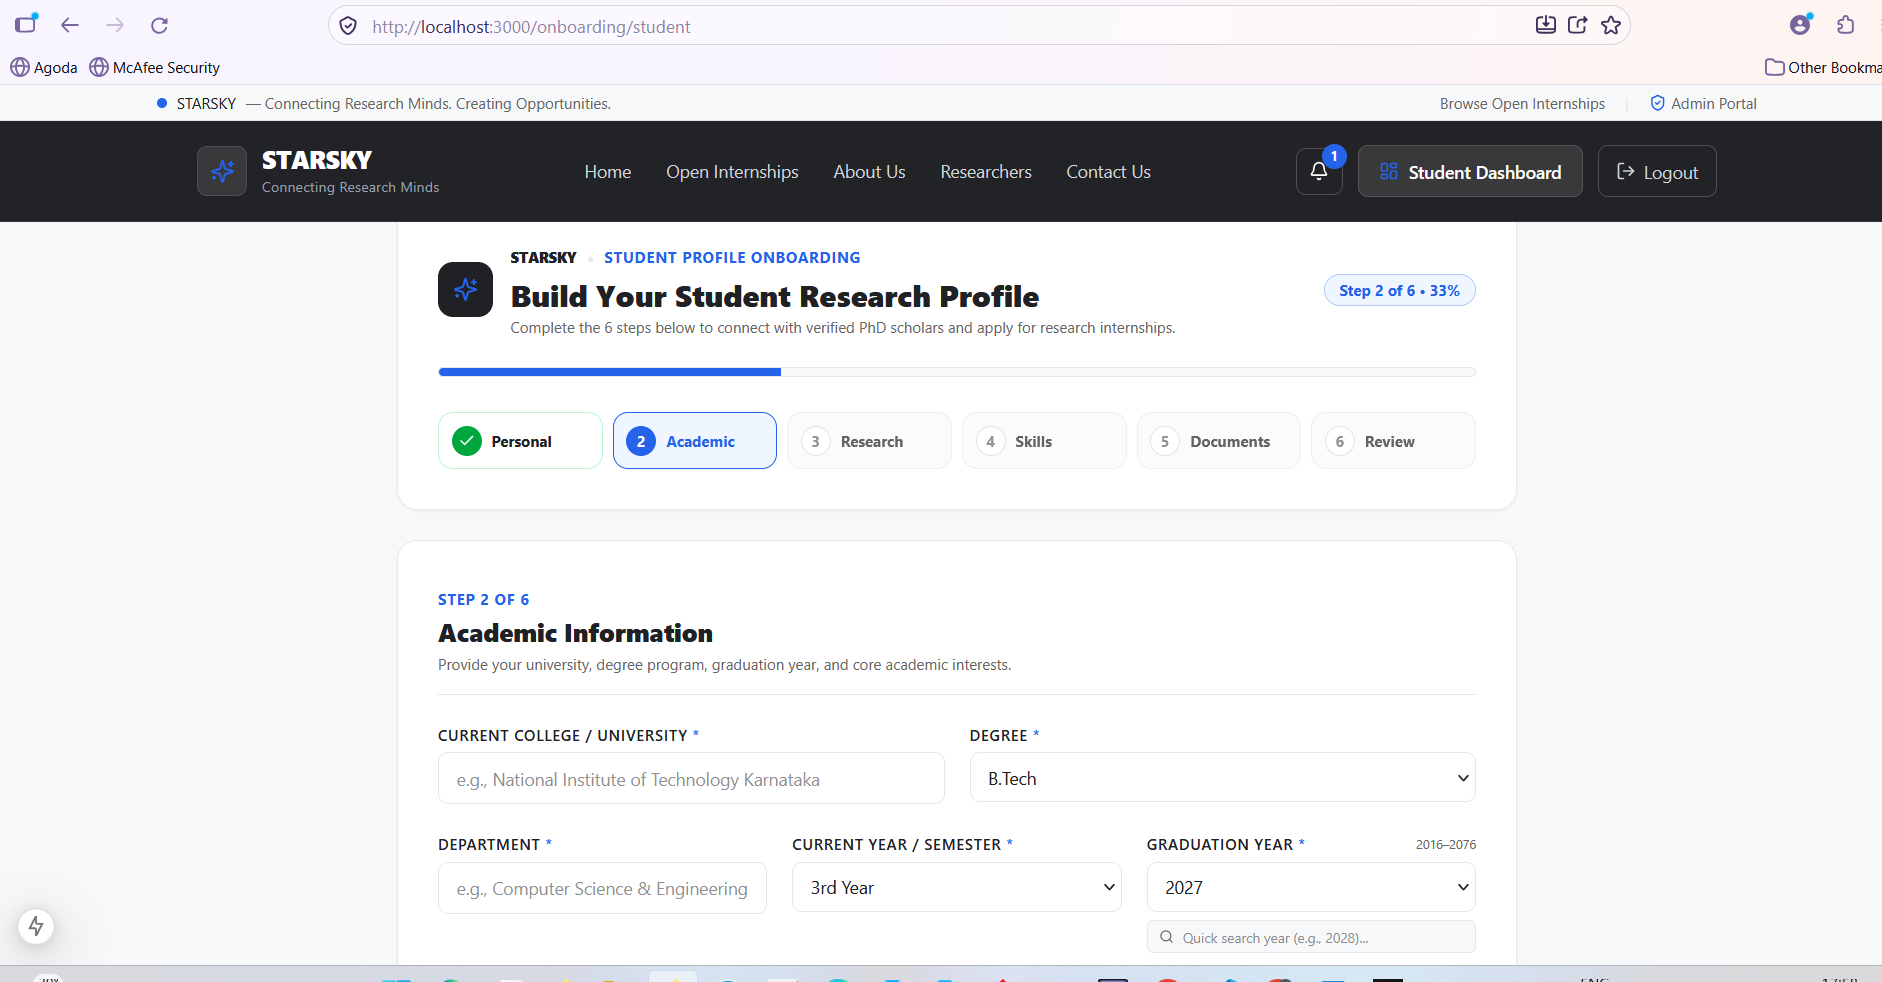 http://localhost:3000/onboarding/student
Agoda
McAfee Security
STARSKY — Connecting Research Minds. Creating Opportunities.
Browse Open Internships
Admin Portal
STARSKY
Connecting Research Minds
Home
Open Internships
About Us
Researchers
Contact Us
1
Student Dashboard
Logout
STARSKY • STUDENT PROFILE ONBOARDING
Build Your Student Research Profile
Complete the 6 steps below to connect with verified PhD scholars and apply for research internships.
Step 2 of 6 • 33%
Personal
2 Academic
3 Research
4 Skills
5 Documents
6 Review
STEP 2 OF 6
Academic Information
Provide your university, degree program, graduation year, and core academic interests.
CURRENT COLLEGE / UNIVERSITY *
e.g., National Institute of Technology Karnataka
DEGREE *
B.Tech
DEPARTMENT *
e.g., Computer Science & Engineering
CURRENT YEAR / SEMESTER *
3rd Year
GRADUATION YEAR *
2016–2076
2027
Quick search year (e.g., 2028)...